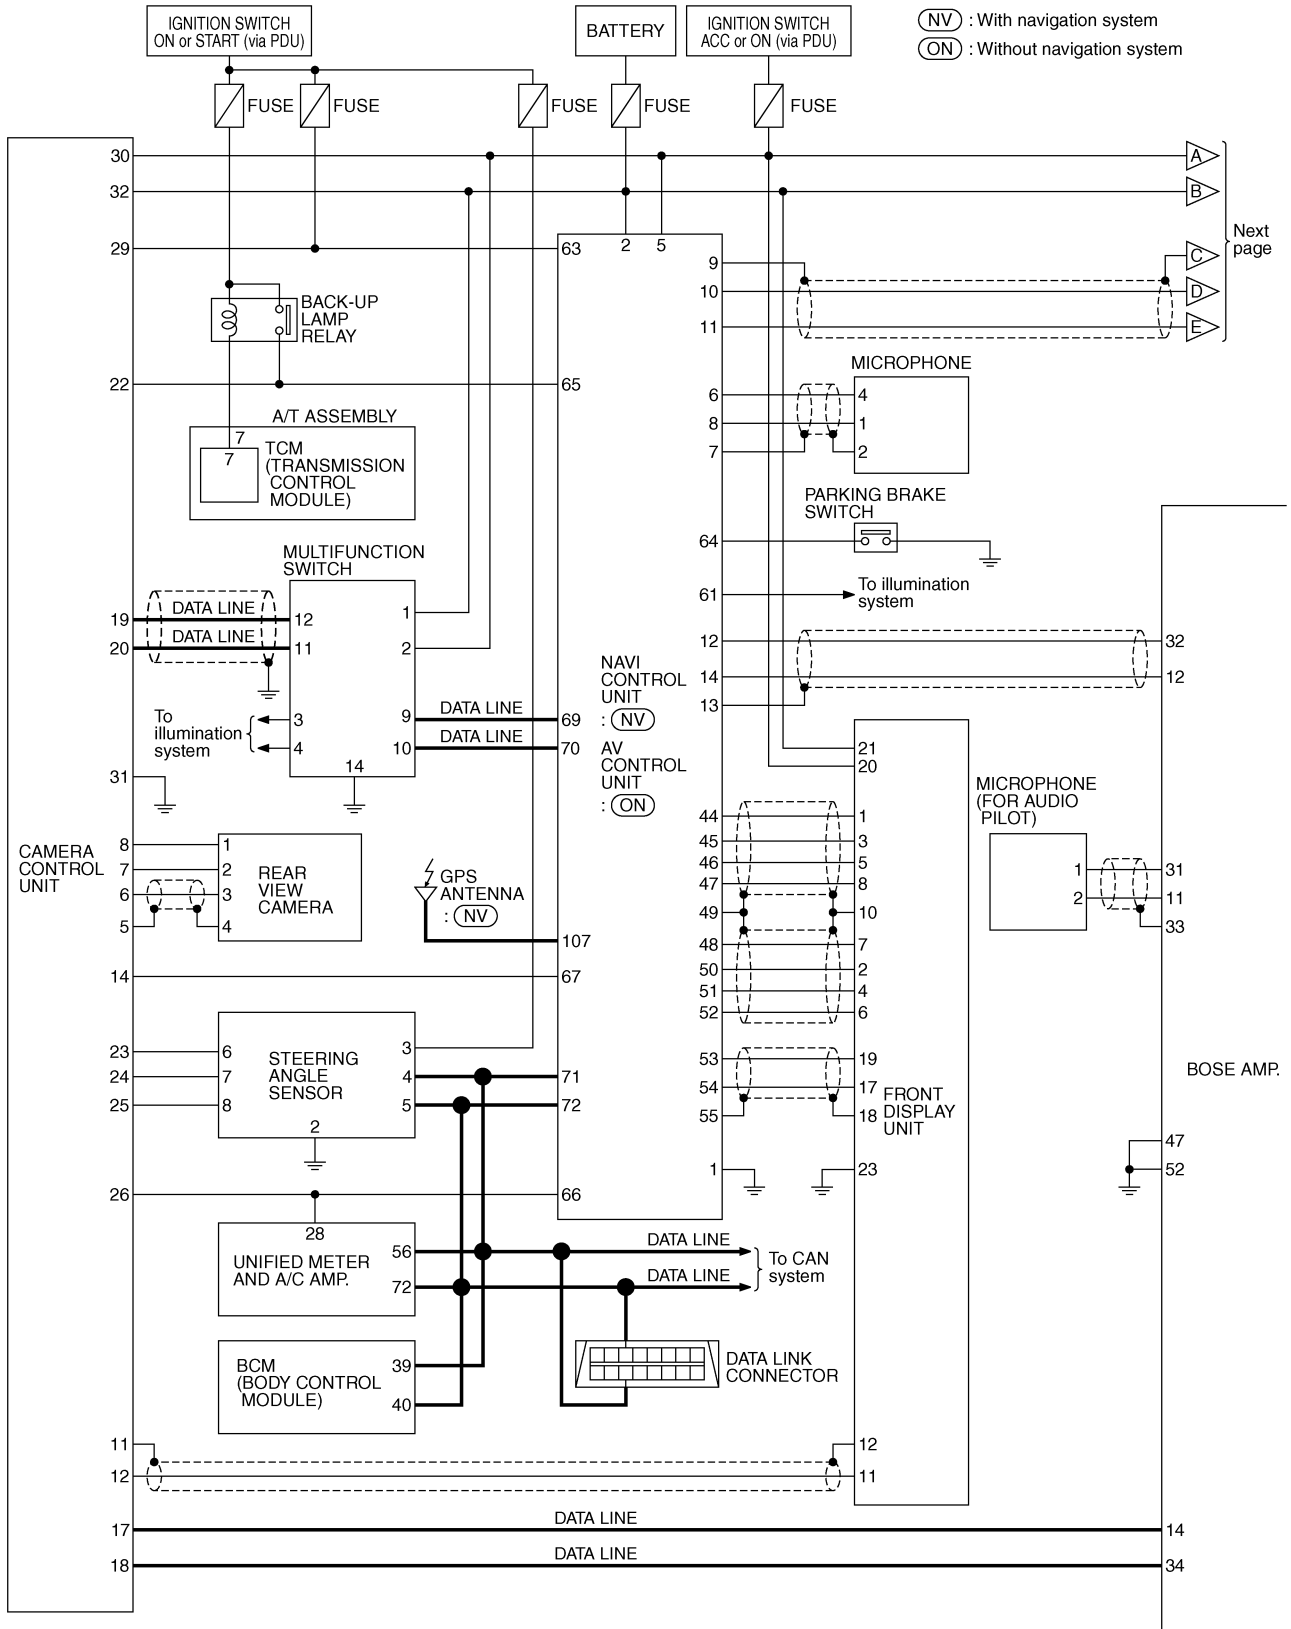 IGNITION SWITCH
ON or START (via PDU)
BATTERY
IGNITION SWITCH
ACC or ON (via PDU)
NV : With navigation system
ON : Without navigation system
FUSE FUSE FUSE FUSE FUSE
30 A
32 B
Next
page
29 63 2 5
9 C
10 D
11 E
BACK-UP
LAMP
RELAY
22 65
MICROPHONE
6 4
8 1
7 2
A/T ASSEMBLY
7
7
TCM
(TRANSMISSION
CONTROL
MODULE)
PARKING BRAKE
SWITCH
64
61 To illumination
system
MULTIFUNCTION
SWITCH
19 DATA LINE 12 1
20 DATA LINE 11 2
12 32
14 12
13
NAVI
CONTROL
UNIT
: NV
AV
CONTROL
UNIT
: ON
To
illumination
system
3 9 DATA LINE 69
4 10 DATA LINE 70
14
31
21
20
MICROPHONE
(FOR AUDIO
PILOT)
1 31
2 11
33
CAMERA
CONTROL
UNIT
8 1
7 2
6 3
5 4
REAR
VIEW
CAMERA
GPS
ANTENNA
: NV
107
44 1
45 3
46 5
47 8
49 10
48 7
50 2
51 4
52 6
14 67
23 6 3
24 7 4 71
25 8 5 72
STEERING
ANGLE
SENSOR
2
53 19
54 17
55 18
FRONT
DISPLAY
UNIT
BOSE AMP.
47
52
1 23
26 66
28
UNIFIED METER
AND A/C AMP.
56 DATA LINE
72 DATA LINE
To CAN
system
BCM
(BODY CONTROL
MODULE)
39
40
DATA LINK
CONNECTOR
11 12
12 11
17 DATA LINE 14
18 DATA LINE 34